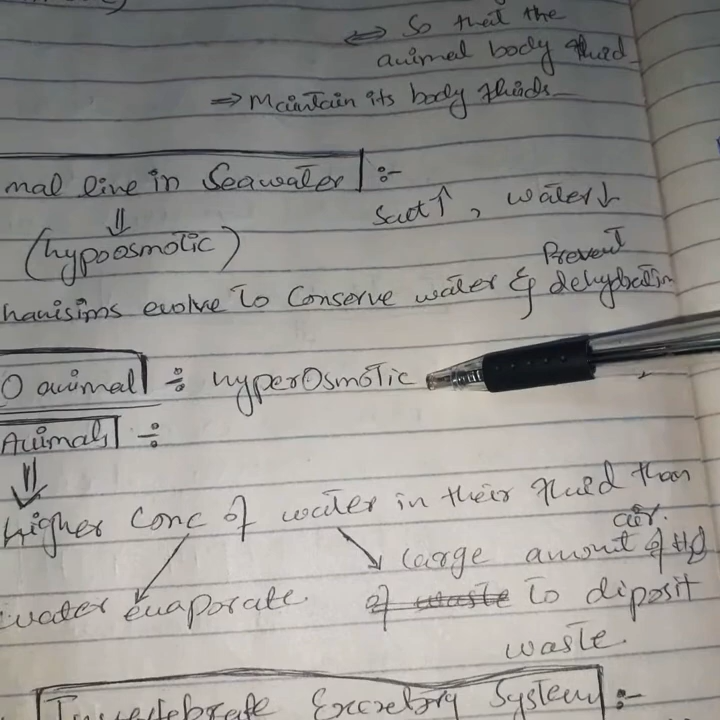 ⇔ So that the
animal body fluid
⇒ Maintain its body fluids
mal live in Seawater :-
Salt↑, water↓
⇓
(hypoosmotic)
Prevent
hanisims evolve to Conserve water & dehydration
O animal ÷ hyperOsmotic
Animals ÷
⇓
higher Conc of water in their fluid than
air.
large amount of H2O
water evaporate. of waste to diposit
waste.
Invertebrate Excretory System :-